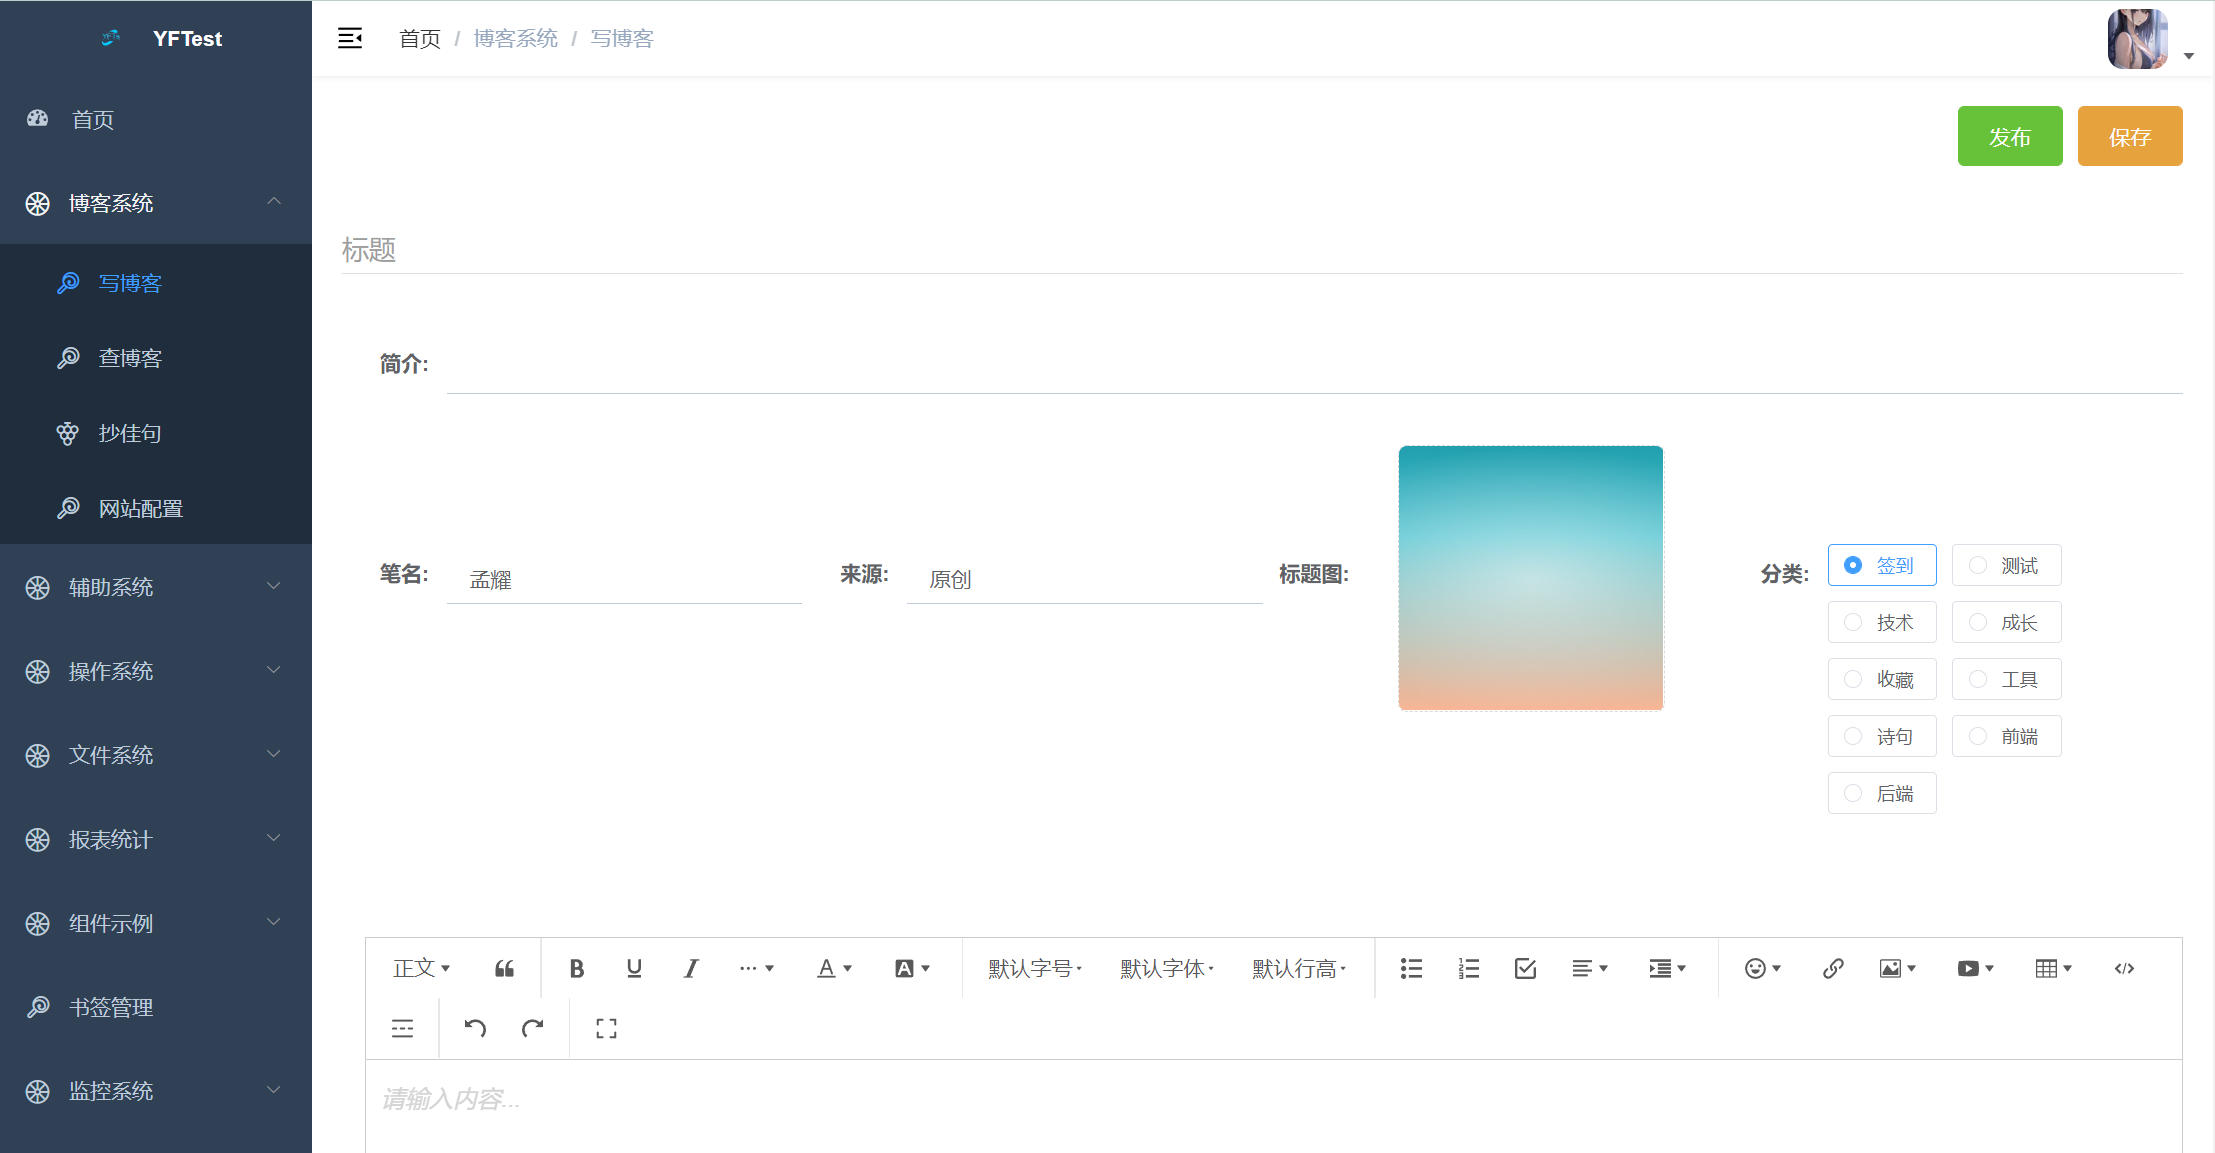 YFTest
首页 / 博客系统 / 写博客
首页
博客系统
写博客
查博客
抄佳句
网站配置
辅助系统
操作系统
文件系统
报表统计
组件示例
书签管理
监控系统
发布 保存
标题
简介:
笔名: 孟耀 来源: 原创 标题图: 分类:
签到 测试
技术 成长
收藏 工具
诗句 前端
后端
正文 B U I A A 默认字号 默认字体 默认行高
请输入内容...